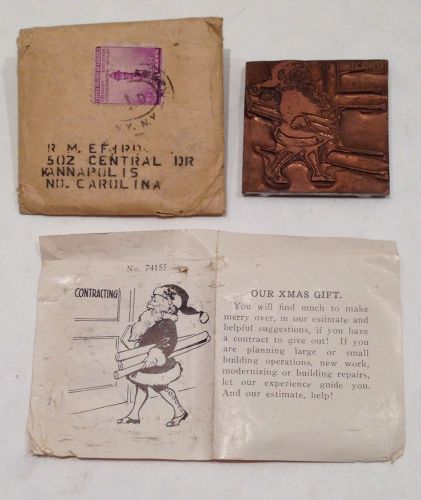 R. M. EFIRD
502 CENTRAL DR
KANNAPOLIS
NO. CAROLINA
No. 74155
CONTRACTING
OUR XMAS GIFT.
You will find much to make
merry over, in our estimate and
helpful suggestions, if you have
a contract to give out! If you
are planning large or small
building operations, new work,
modernizing or building repairs,
let our experience guide you.
And our estimate, help!